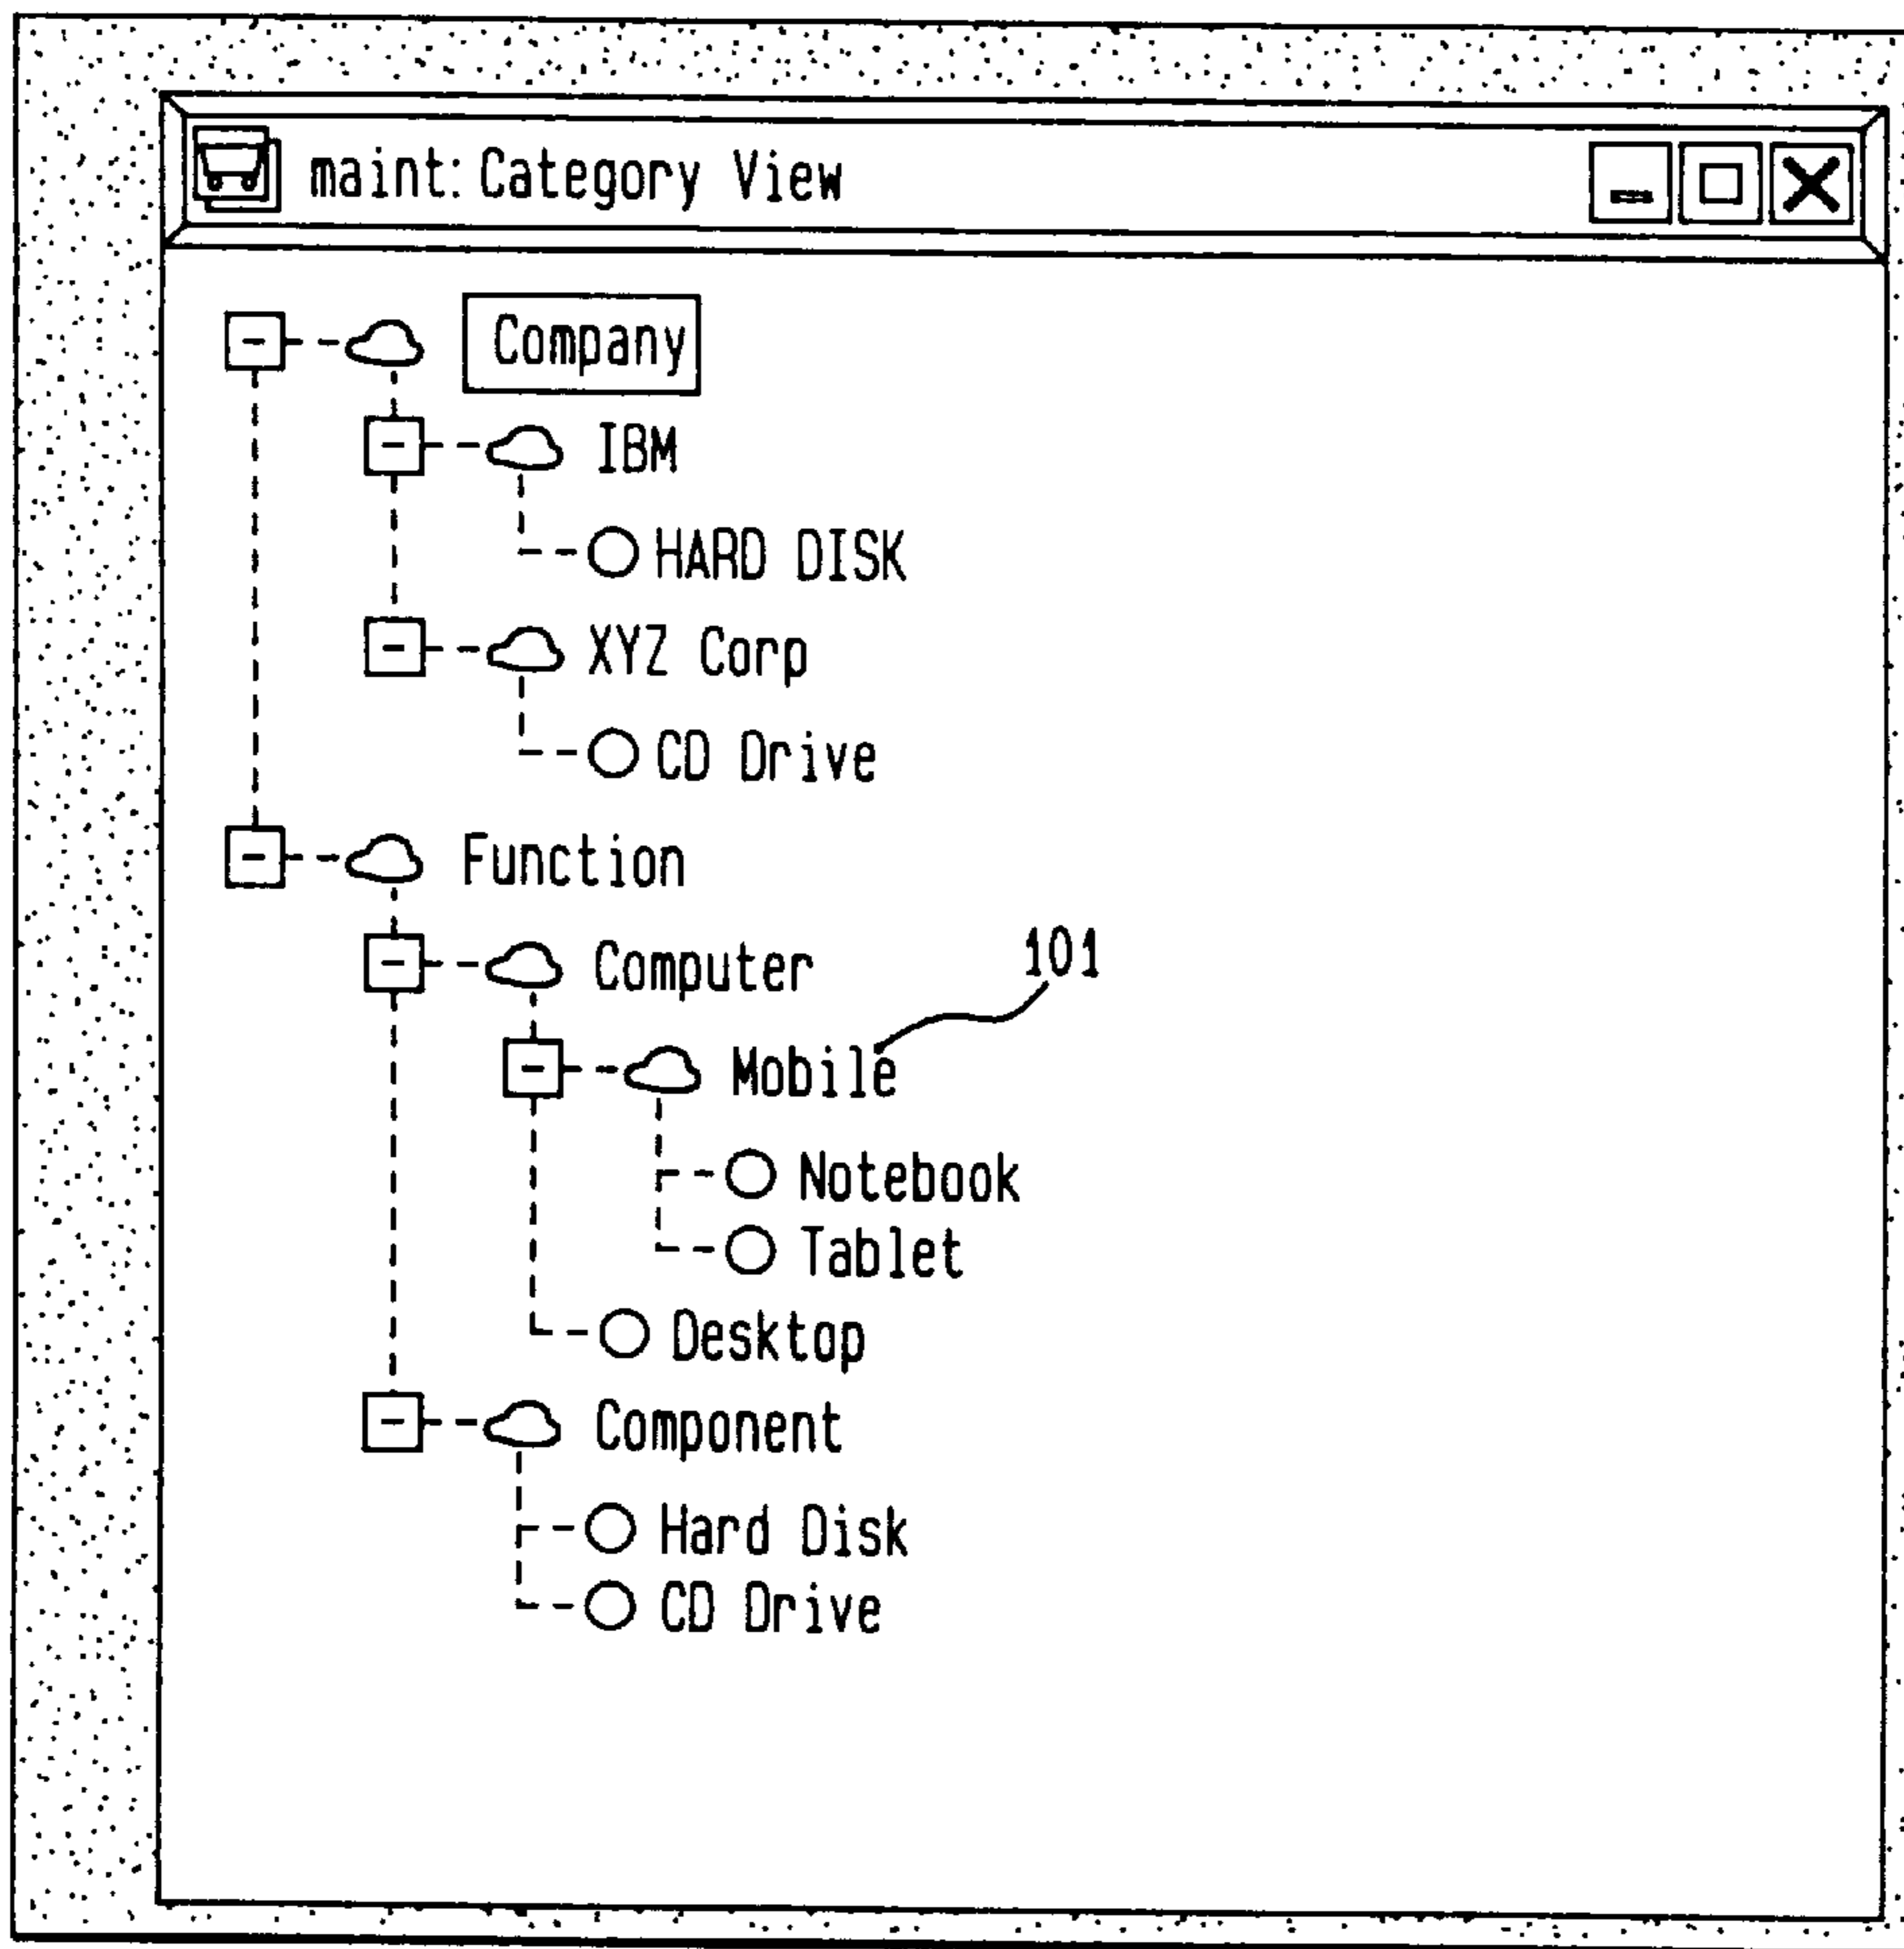 maint: Category View
Company
IBM
HARD DISK
XYZ Corp
CD Drive
Function
Computer
101
Mobile
Notebook
Tablet
Desktop
Component
Hard Disk
CD Drive